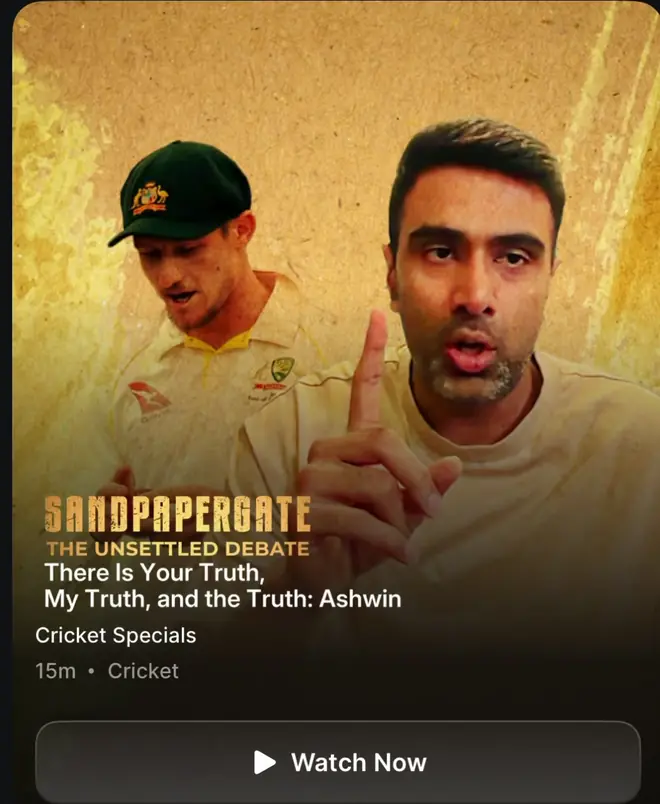 SANDPAPERGATE
THE UNSETTLED DEBATE
There Is Your Truth,
My Truth, and the Truth: Ashwin
Cricket Specials
15m • Cricket
Watch Now